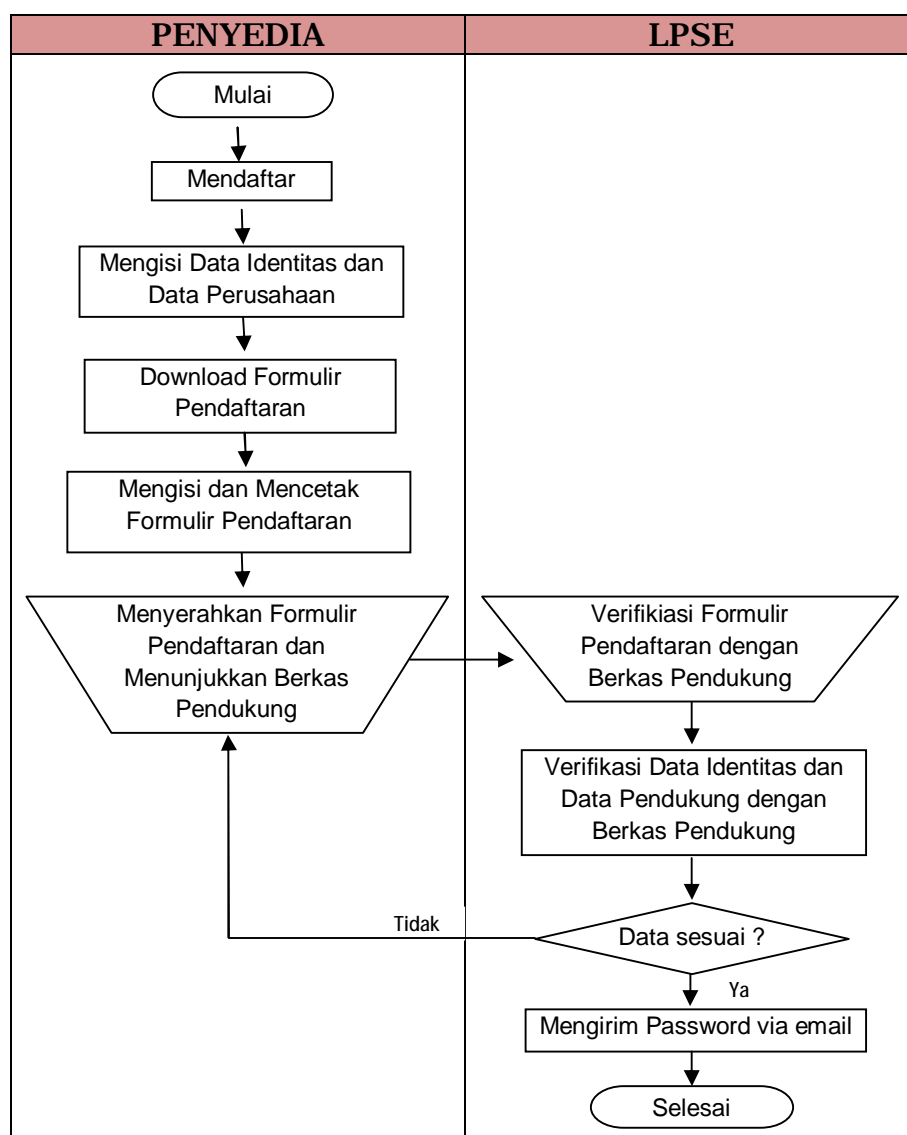 PENYEDIA
LPSE
Mulai
Mendaftar
Mengisi Data Identitas dan
Data Perusahaan
Download Formulir
Pendaftaran
Mengisi dan Mencetak
Formulir Pendaftaran
Menyerahkan Formulir
Pendaftaran dan
Menunjukkan Berkas
Pendukung
Verifikiasi Formulir
Pendaftaran dengan
Berkas Pendukung
Verifikasi Data Identitas dan
Data Pendukung dengan
Berkas Pendukung
Tidak
Data sesuai ?
Ya
Mengirim Password via email
Selesai